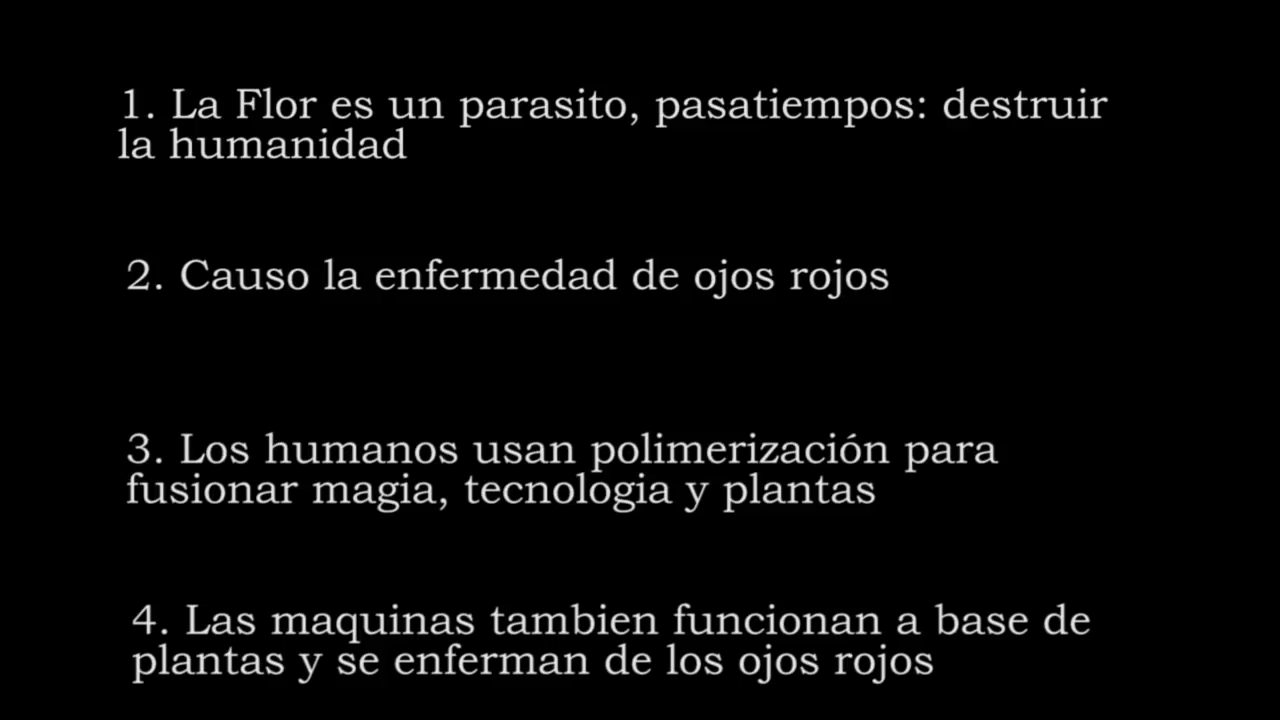 1. La Flor es un parasito, pasatiempos: destruir
la humanidad
2. Causo la enfermedad de ojos rojos
3. Los humanos usan polimerización para
fusionar magia, tecnologia y plantas
4. Las maquinas tambien funcionan a base de
plantas y se enferman de los ojos rojos